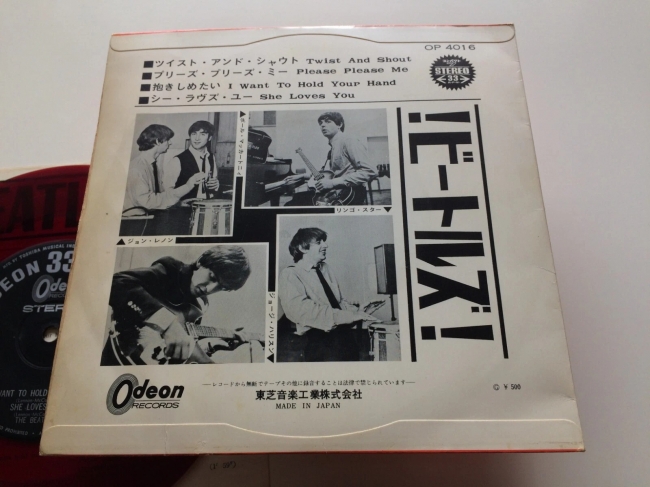 OP 4016
■ツイスト・アンド・シャウト Twist And Shout
■プリーズ・プリーズ・ミー Please Please Me
■抱きしめたい I Want To Hold Your Hand
■シー・ラヴズ・ユー She Loves You
STEREO
33
!ビートルズ!
▲ポール・マッカートニィ
リンゴ・スター▼
▲ジョン・レノン
ジョージ・ハリスン▼
Odeon
RECORDS
──レコードから無断でテープその他に録音することは法律で禁じられています──
東芝音楽工業株式会社
MADE IN JAPAN
© ¥ 500
BEATL
DEON 33
Odeon
STEREO
WANT TO HOLD
SHE LOVES
THE BEAT